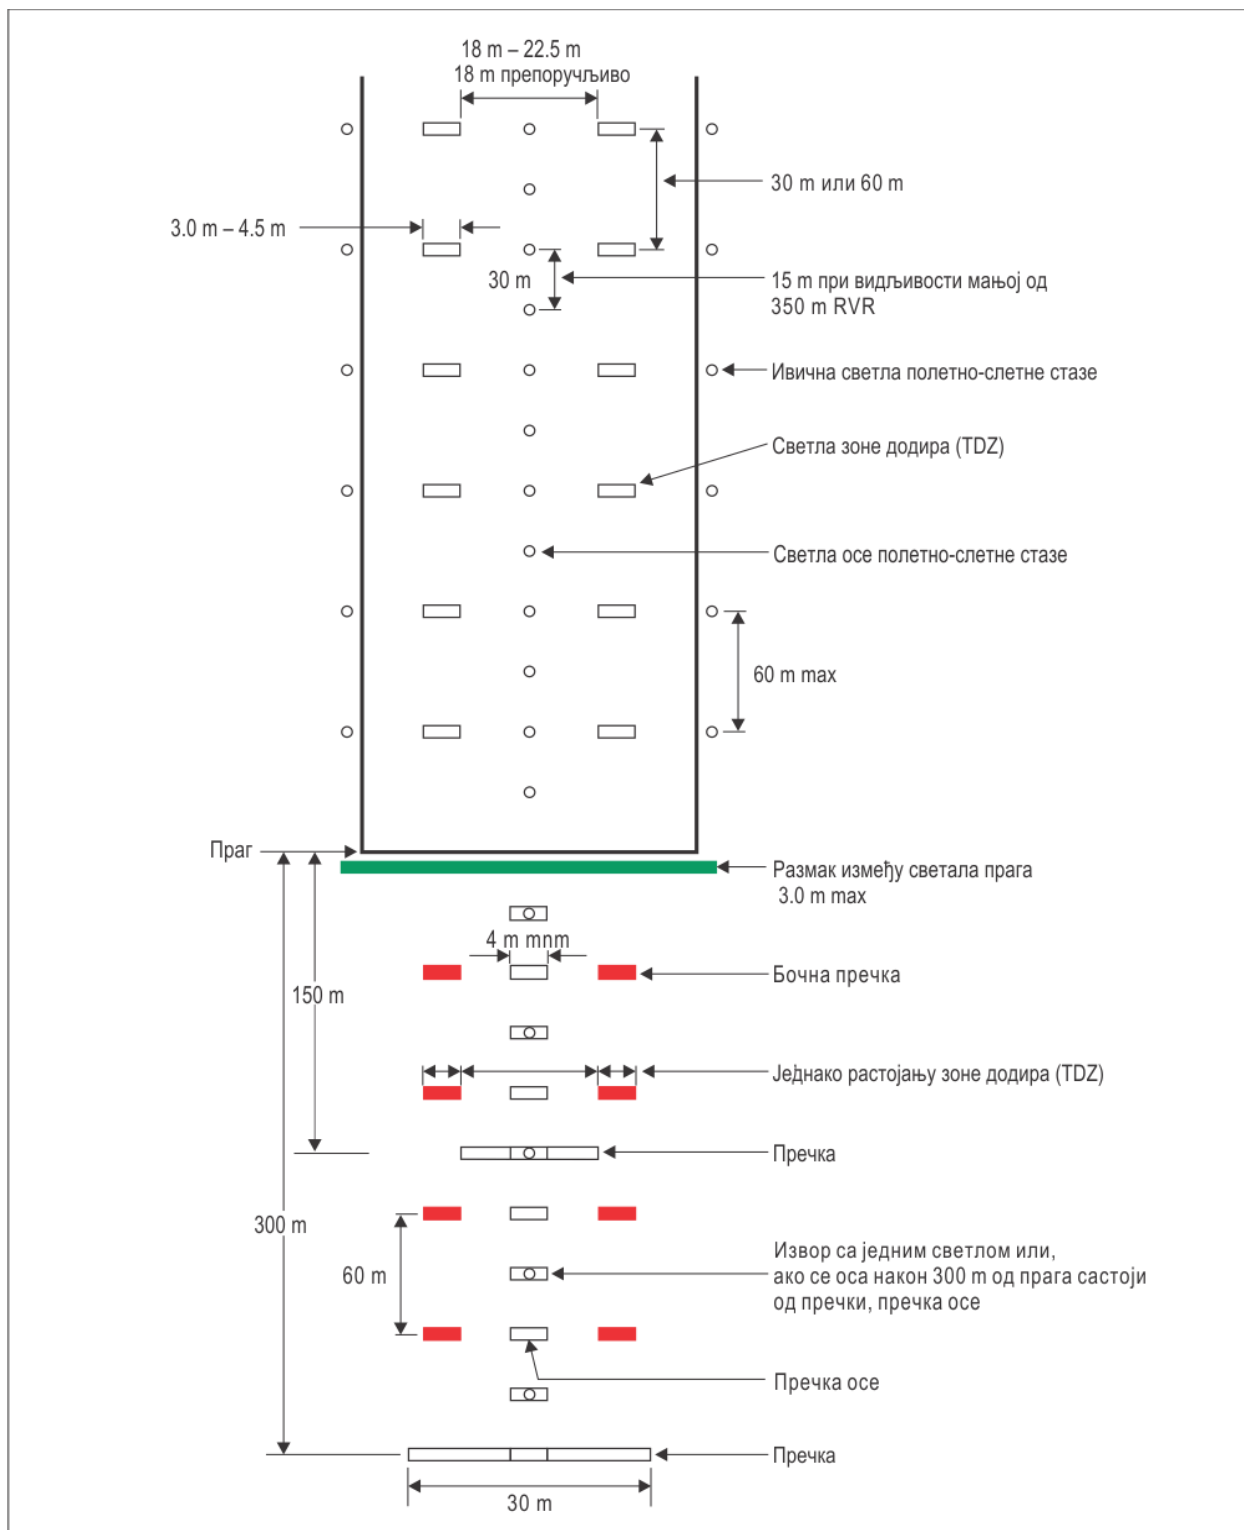 18 m – 22.5 m
18 m препоручљиво
30 m или 60 m
3.0 m – 4.5 m
30 m
15 m при видљивости мањој од
350 m RVR
Ивична светла полетно-слетне стазе
Светла зоне додира (TDZ)
Светла осе полетно-слетне стазе
60 m max
Праг
Размак између светала прага
3.0 m max
4 m mnm
Бочна пречка
150 m
Једнако растојању зоне додира (TDZ)
Пречка
300 m
60 m
Извор са једним светлом или,
ако се оса након 300 m од прага састоји
од пречки, пречка осе
Пречка осе
Пречка
30 m